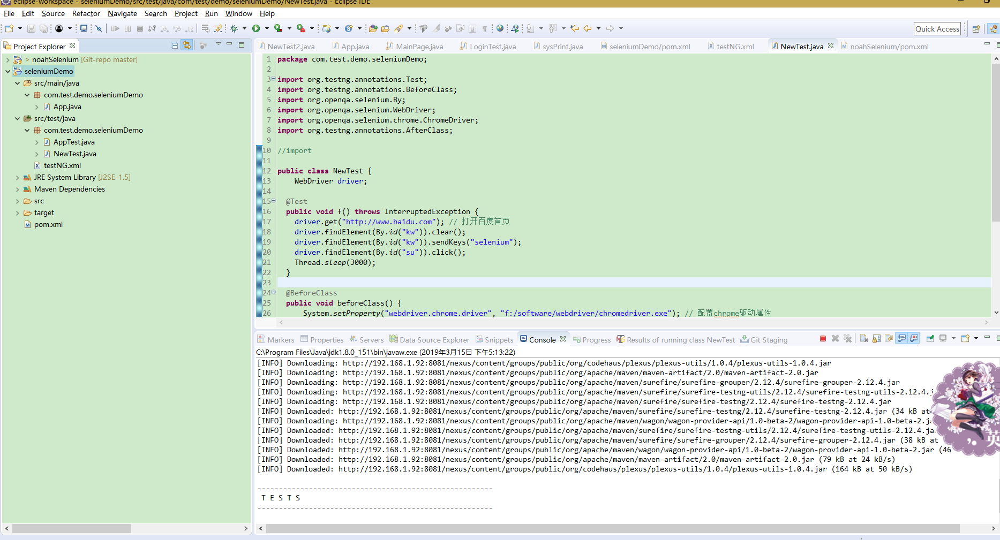 eclipse-workspace - seleniumDemo/src/test/java/com/test/demo/seleniumDemo/NewTest.java - Eclipse IDE
File Edit Source Refactor Navigate Search Project Run Window Help
Quick Access
Project Explorer
> noahSelenium [Git-repo master]
seleniumDemo
src/main/java
com.test.demo.seleniumDemo
App.java
src/test/java
com.test.demo.seleniumDemo
AppTest.java
NewTest.java
testNG.xml
JRE System Library [J2SE-1.5]
Maven Dependencies
src
target
pom.xml
NewTest2.java App.java MainPage.java LoginTest.java sysPrint.java seleniumDemo/pom.xml testNG.xml NewTest.java noahSelenium/pom.xml
1 package com.test.demo.seleniumDemo;
2
3 import org.testng.annotations.Test;
4 import org.testng.annotations.BeforeClass;
5 import org.openqa.selenium.By;
6 import org.openqa.selenium.WebDriver;
7 import org.openqa.selenium.chrome.ChromeDriver;
8 import org.testng.annotations.AfterClass;
9
10 //import
11
12 public class NewTest {
13 WebDriver driver;
14
15 @Test
16 public void f() throws InterruptedException {
17 driver.get("http://www.baidu.com"); // 打开百度首页
18 driver.findElement(By.id("kw")).clear();
19 driver.findElement(By.id("kw")).sendKeys("selenium");
20 driver.findElement(By.id("su")).click();
21 Thread.sleep(3000);
22 }
23
24 @BeforeClass
25 public void beforeClass() {
26 System.setProperty("webdriver.chrome.driver", "f:/software/webdriver/chromedriver.exe"); // 配置chrome驱动属性
Markers Properties Servers Data Source Explorer Snippets Console Progress Results of running class NewTest Git Staging
C:\Program Files\Java\jdk1.8.0_151\bin\javaw.exe (2019年3月15日 下午5:13:22)
[INFO] Downloading: http://192.168.1.92:8081/nexus/content/groups/public/org/codehaus/plexus/plexus-utils/1.0.4/plexus-utils-1.0.4.jar
[INFO] Downloading: http://192.168.1.92:8081/nexus/content/groups/public/org/apache/maven/maven-artifact/2.0/maven-artifact-2.0.jar
[INFO] Downloading: http://192.168.1.92:8081/nexus/content/groups/public/org/apache/maven/surefire/surefire-grouper/2.12.4/surefire-grouper-2.12.4.jar
[INFO] Downloading: http://192.168.1.92:8081/nexus/content/groups/public/org/apache/maven/surefire/surefire-testng-utils/2.12.4/surefire-testng-utils-2.12.4.j
[INFO] Downloading: http://192.168.1.92:8081/nexus/content/groups/public/org/apache/maven/surefire/surefire-testng/2.12.4/surefire-testng-2.12.4.jar
[INFO] Downloaded: http://192.168.1.92:8081/nexus/content/groups/public/org/apache/maven/surefire/surefire-testng/2.12.4/surefire-testng-2.12.4.jar (34 kB at
[INFO] Downloading: http://192.168.1.92:8081/nexus/content/groups/public/org/apache/maven/wagon/wagon-provider-api/1.0-beta-2/wagon-provider-api-1.0-beta-2.ja
[INFO] Downloaded: http://192.168.1.92:8081/nexus/content/groups/public/org/apache/maven/surefire/surefire-testng-utils/2.12.4/surefire-testng-utils-2.12.4.ja
[INFO] Downloaded: http://192.168.1.92:8081/nexus/content/groups/public/org/apache/maven/surefire/surefire-grouper/2.12.4/surefire-grouper-2.12.4.jar (38 kB at
[INFO] Downloaded: http://192.168.1.92:8081/nexus/content/groups/public/org/apache/maven/wagon/wagon-provider-api/1.0-beta-2/wagon-provider-api-1.0-beta-2.jar (46
[INFO] Downloaded: http://192.168.1.92:8081/nexus/content/groups/public/org/apache/maven/maven-artifact/2.0/maven-artifact-2.0.jar (79 kB at 24 kB/s)
[INFO] Downloaded: http://192.168.1.92:8081/nexus/content/groups/public/org/codehaus/plexus/plexus-utils/1.0.4/plexus-utils-1.0.4.jar (164 kB at 50 kB/s)
-------------------------------------------------------
T E S T S
-------------------------------------------------------
英